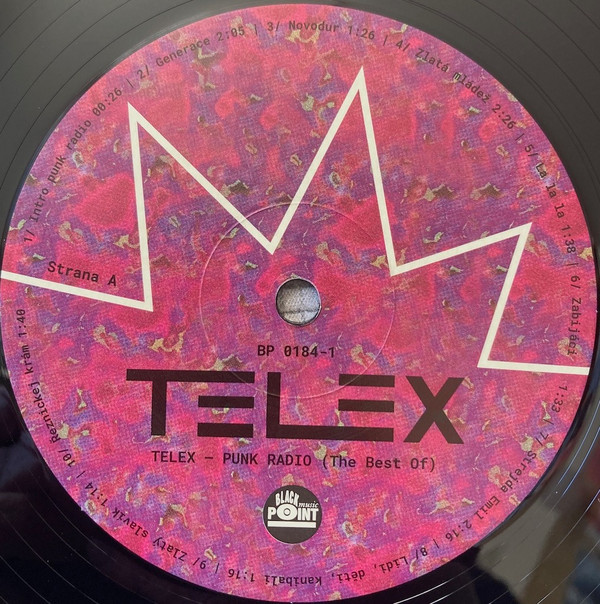 1/ Intro punk radio 00:26 | 2/ Generace 2:05 | 3/ Novodur 1:26 | 4/ Zlatá mládež 2:26 | 5/ La la la 1:38 | 6/ Zabijáci 1:33 | 7/ Strejda Emil 2:16 | 8/ Lidi, děti, kanibali 1:16 | 9/ Zlatý slavík 1:14 | 10/ Řeznickej krám 1:40
Strana A
BP 0184-1
TELEX
TELEX – PUNK RADIO (The Best Of)
BLACK
music
POINT